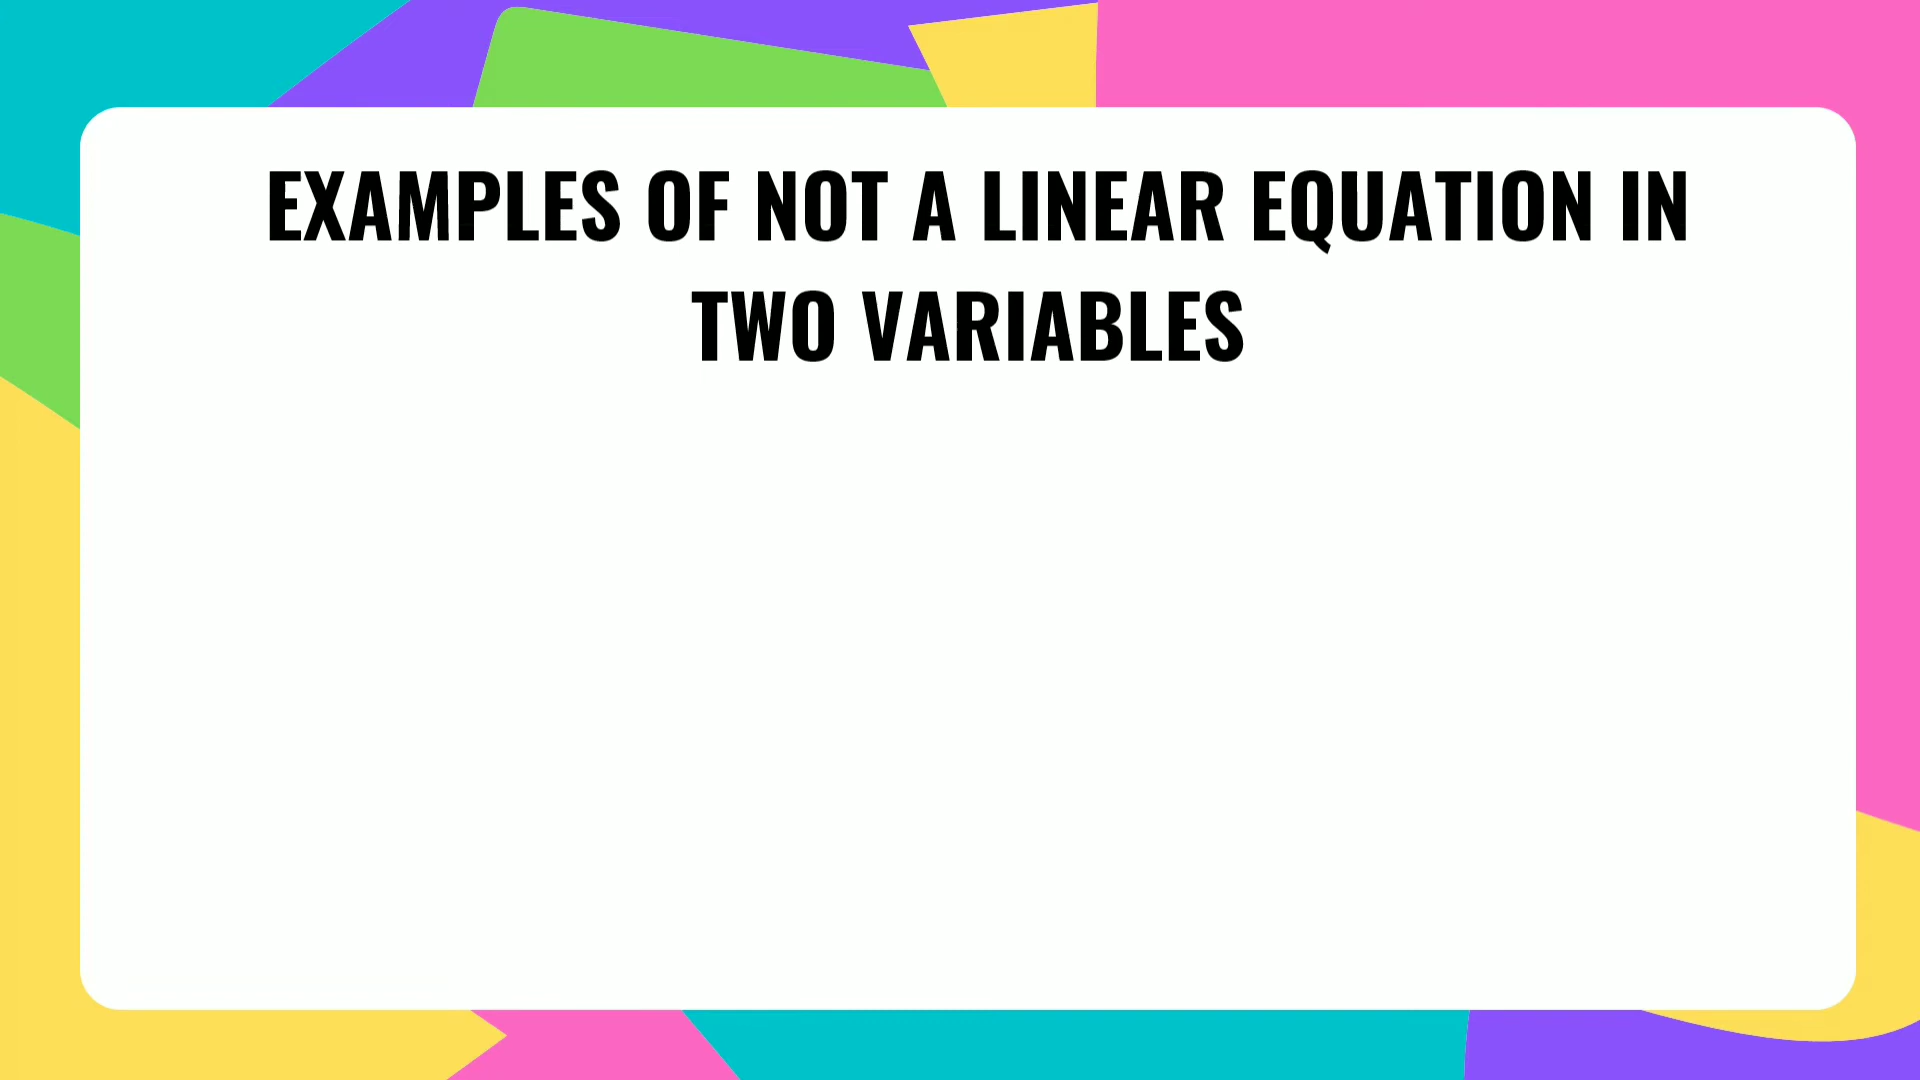 EXAMPLES OF NOT A LINEAR EQUATION IN
TWO VARIABLES